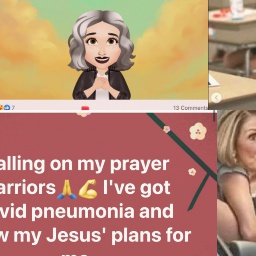 13 Comments
alling on my prayer
arriors🙏💪 I've got
vid pneumonia and
w my Jesus' plans for